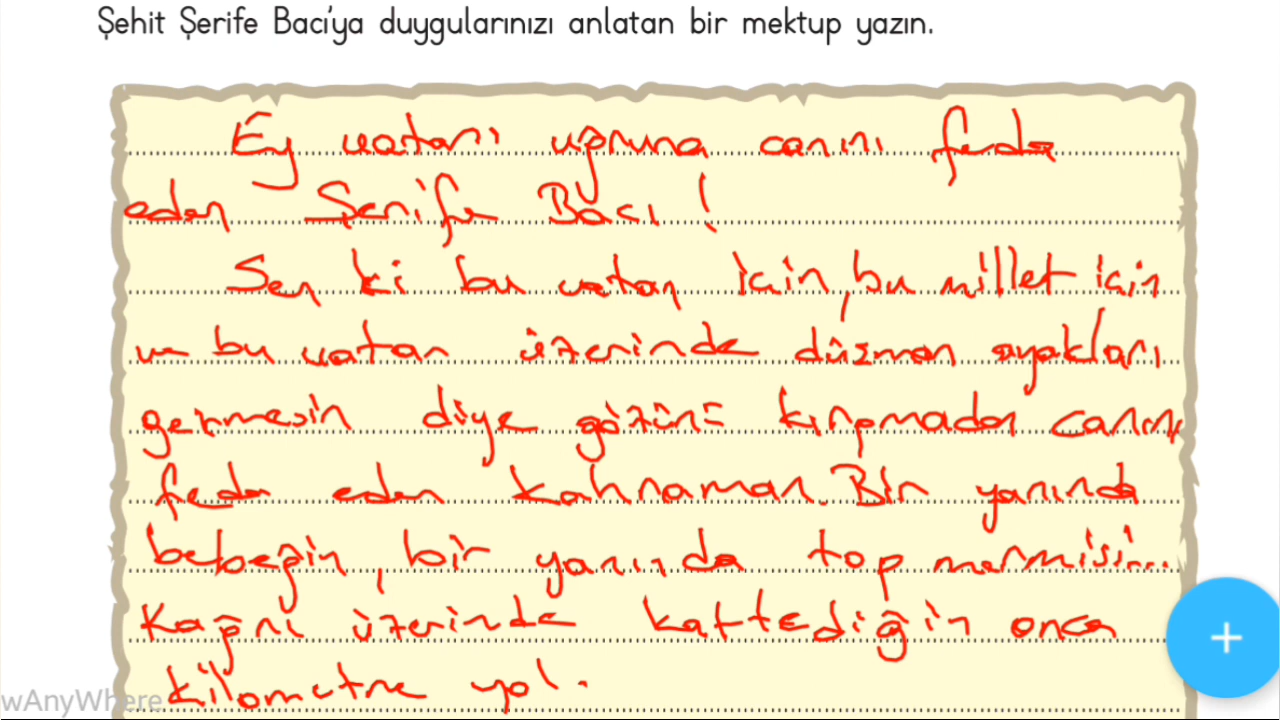 Şehit Şerife Bacı'ya duygularınızı anlatan bir mektup yazın.
Ey vatanı uğruna canını feda
eden Şerife Bacı!
Sen ki bu vatan için, bu millet için
ve bu vatan üzerinde düşman ayakları
gezmesin diye gözünü kırpmadan canını
feda eden kahraman. Bir yanında
bebeğin, bir yanında top mermisi...
Kağnı üzerinde kattediğin onca
kilometre yol.
wAnyWhere